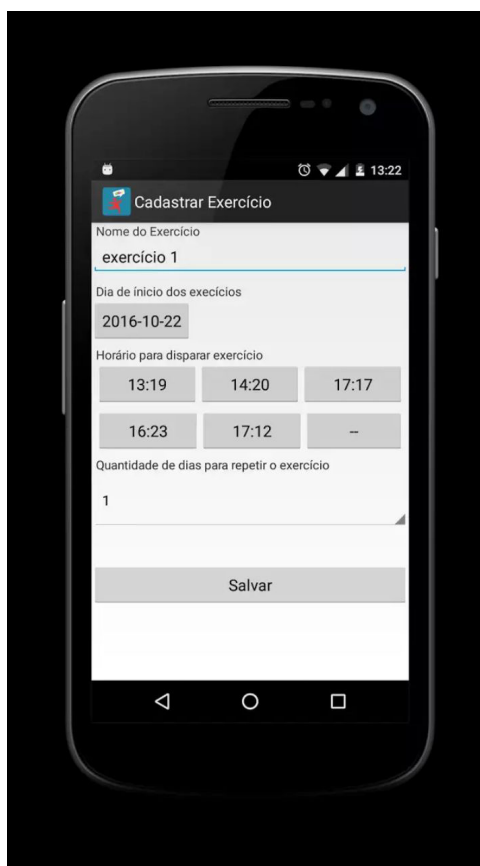 13:22
Cadastrar Exercício
Nome do Exercício
exercício 1
Dia de ínicio dos execícios
2016-10-22
Horário para disparar exercício
13:19 14:20 17:17
16:23 17:12 --
Quantidade de dias para repetir o exercício
1
Salvar